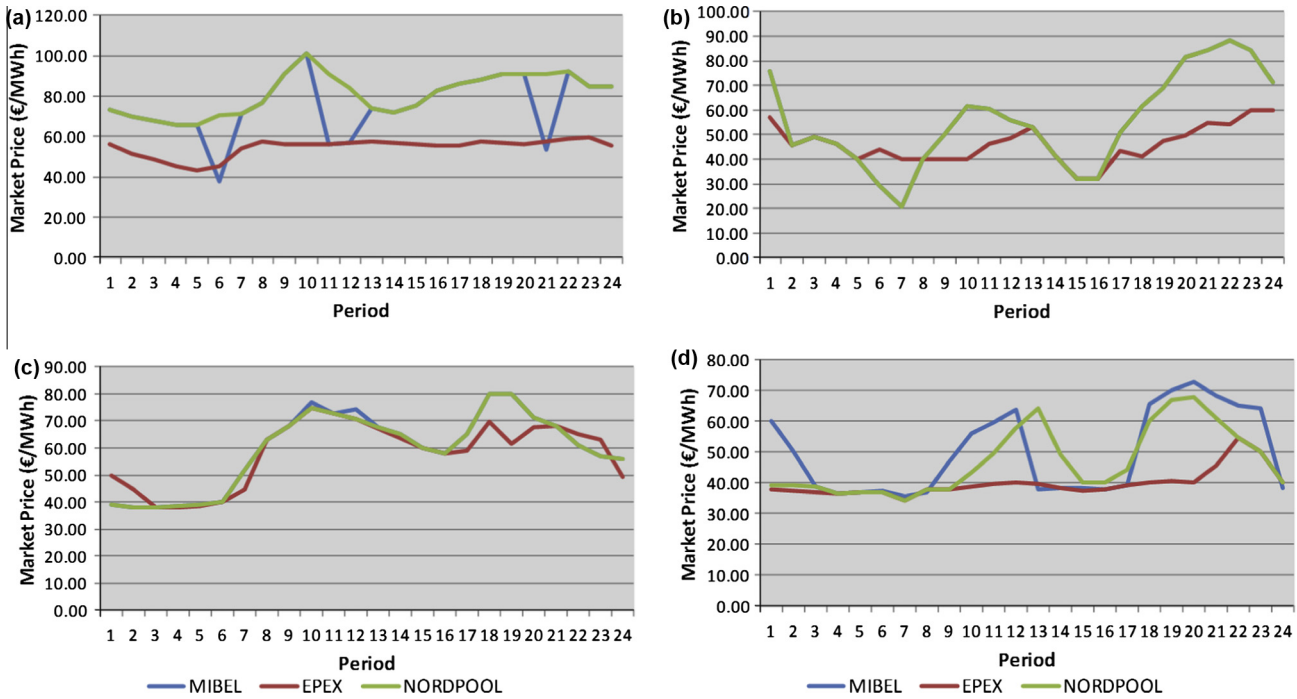 (a)
Market Price (€/MWh)
120.00
100.00
80.00
60.00
40.00
20.00
0.00
1 2 3 4 5 6 7 8 9 10 11 12 13 14 15 16 17 18 19 20 21 22 23 24
Period
(b)
Market Price (€/MWh)
100.00
90.00
80.00
70.00
60.00
50.00
40.00
30.00
20.00
10.00
0.00
1 2 3 4 5 6 7 8 9 10 11 12 13 14 15 16 17 18 19 20 21 22 23 24
Period
(c)
Market Price (€/MWh)
90.00
80.00
70.00
60.00
50.00
40.00
30.00
20.00
10.00
0.00
1 2 3 4 5 6 7 8 9 10 11 12 13 14 15 16 17 18 19 20 21 22 23 24
Period
MIBEL EPEX NORDPOOL
(d)
Market Price (€/MWh)
80.00
70.00
60.00
50.00
40.00
30.00
20.00
10.00
0.00
1 2 3 4 5 6 7 8 9 10 11 12 13 14 15 16 17 18 19 20 21 22 23 24
Period
MIBEL EPEX NORDPOOL